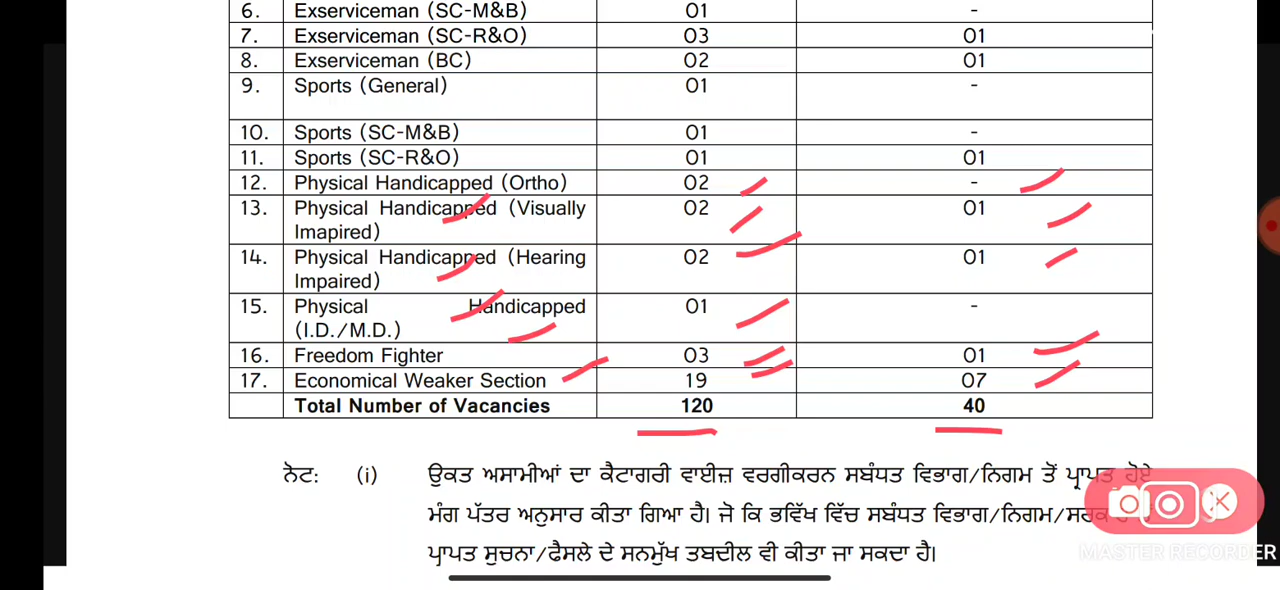 6. Exserviceman (SC-M&B) 01 -
7. Exserviceman (SC-R&O) 03 01
8. Exserviceman (BC) 02 01
9. Sports (General) 01 -
10. Sports (SC-M&B) 01 -
11. Sports (SC-R&O) 01 01
12. Physical Handicapped (Ortho) 02 -
13. Physical Handicapped (Visually 02 01
Imapired)
14. Physical Handicapped (Hearing 02 01
Impaired)
15. Physical Handicapped 01 -
(I.D./M.D.)
16. Freedom Fighter 03 01
17. Economical Weaker Section 19 07
Total Number of Vacancies 120 40
ਨੋਟ: (i) ਉਕਤ ਅਸਾਮੀਆਂ ਦਾ ਕੈਟਾਗਰੀ ਵਾਈਜ਼ ਵਰਗੀਕਰਨ ਸਬੰਧਤ ਵਿਭਾਗ/ਨਿਗਮ ਤੋਂ ਪ੍ਰਾਪਤ ਹੋਏ
ਮੰਗ ਪੱਤਰ ਅਨੁਸਾਰ ਕੀਤਾ ਗਿਆ ਹੈ। ਜੋ ਕਿ ਭਵਿੱਖ ਵਿੱਚ ਸਬੰਧਤ ਵਿਭਾਗ/ਨਿਗਮ/
ਪ੍ਰਾਪਤ ਸੂਚਨਾ/ਫੈਸਲੇ ਦੇ ਸਨਮੁੱਖ ਤਬਦੀਲ ਵੀ ਕੀਤਾ ਜਾ ਸਕਦਾ ਹੈ।
MASTER RECORDER